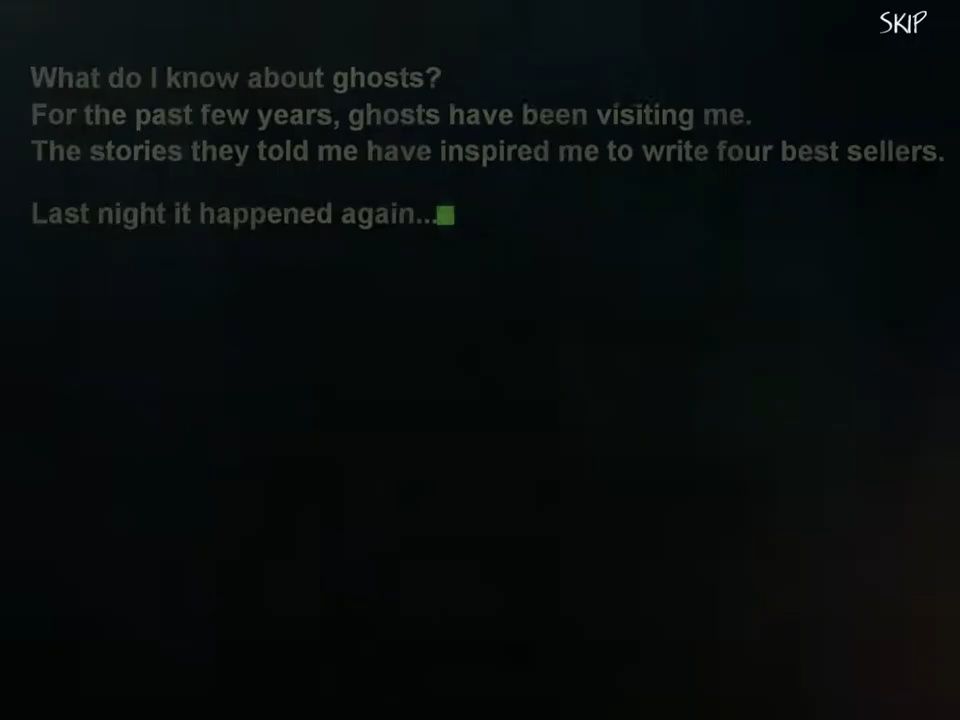 SKIP
What do I know about ghosts?
For the past few years, ghosts have been visiting me.
The stories they told me have inspired me to write four best sellers.
Last night it happened again...